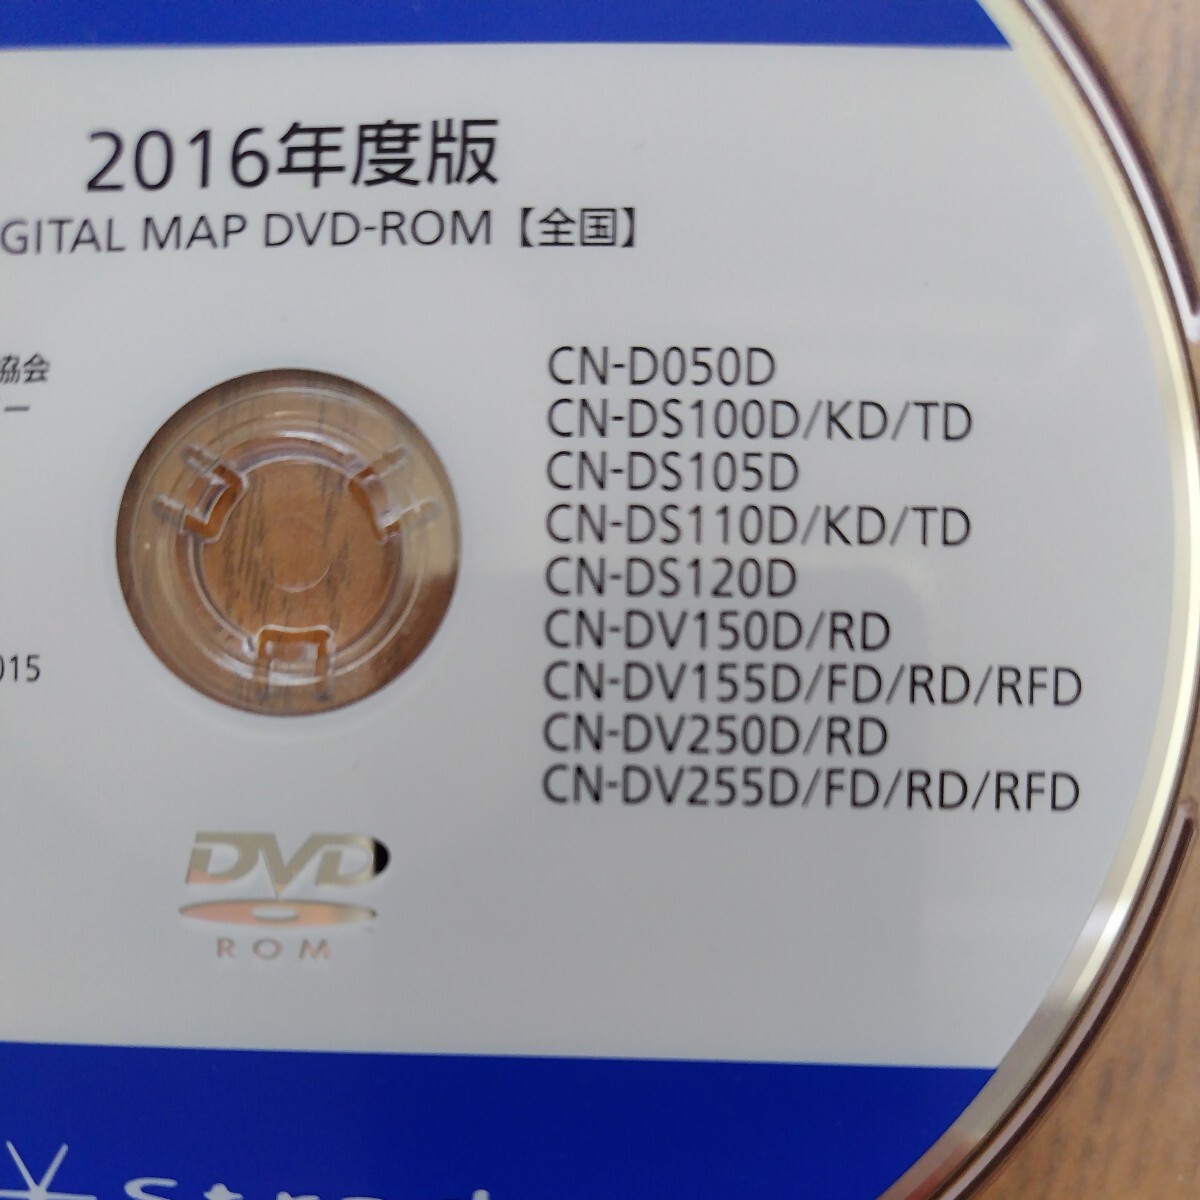 2016年度版
GITAL MAP DVD-ROM【全国】
協会
ー
015
CN-D050D
CN-DS100D/KD/TD
CN-DS105D
CN-DS110D/KD/TD
CN-DS120D
CN-DV150D/RD
CN-DV155D/FD/RD/RFD
CN-DV250D/RD
CN-DV255D/FD/RD/RFD
DVD
ROM